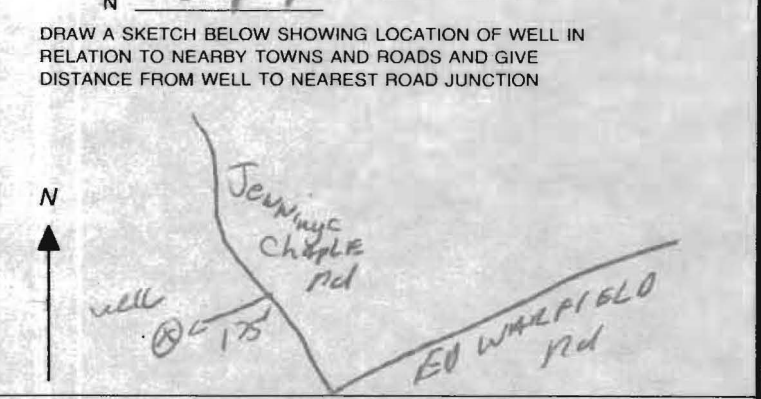 N
DRAW A SKETCH BELOW SHOWING LOCATION OF WELL IN
RELATION TO NEARBY TOWNS AND ROADS AND GIVE
DISTANCE FROM WELL TO NEAREST ROAD JUNCTION
N
Jennings
Chaple
Rd
well
175'
ED WARFIELD
Rd